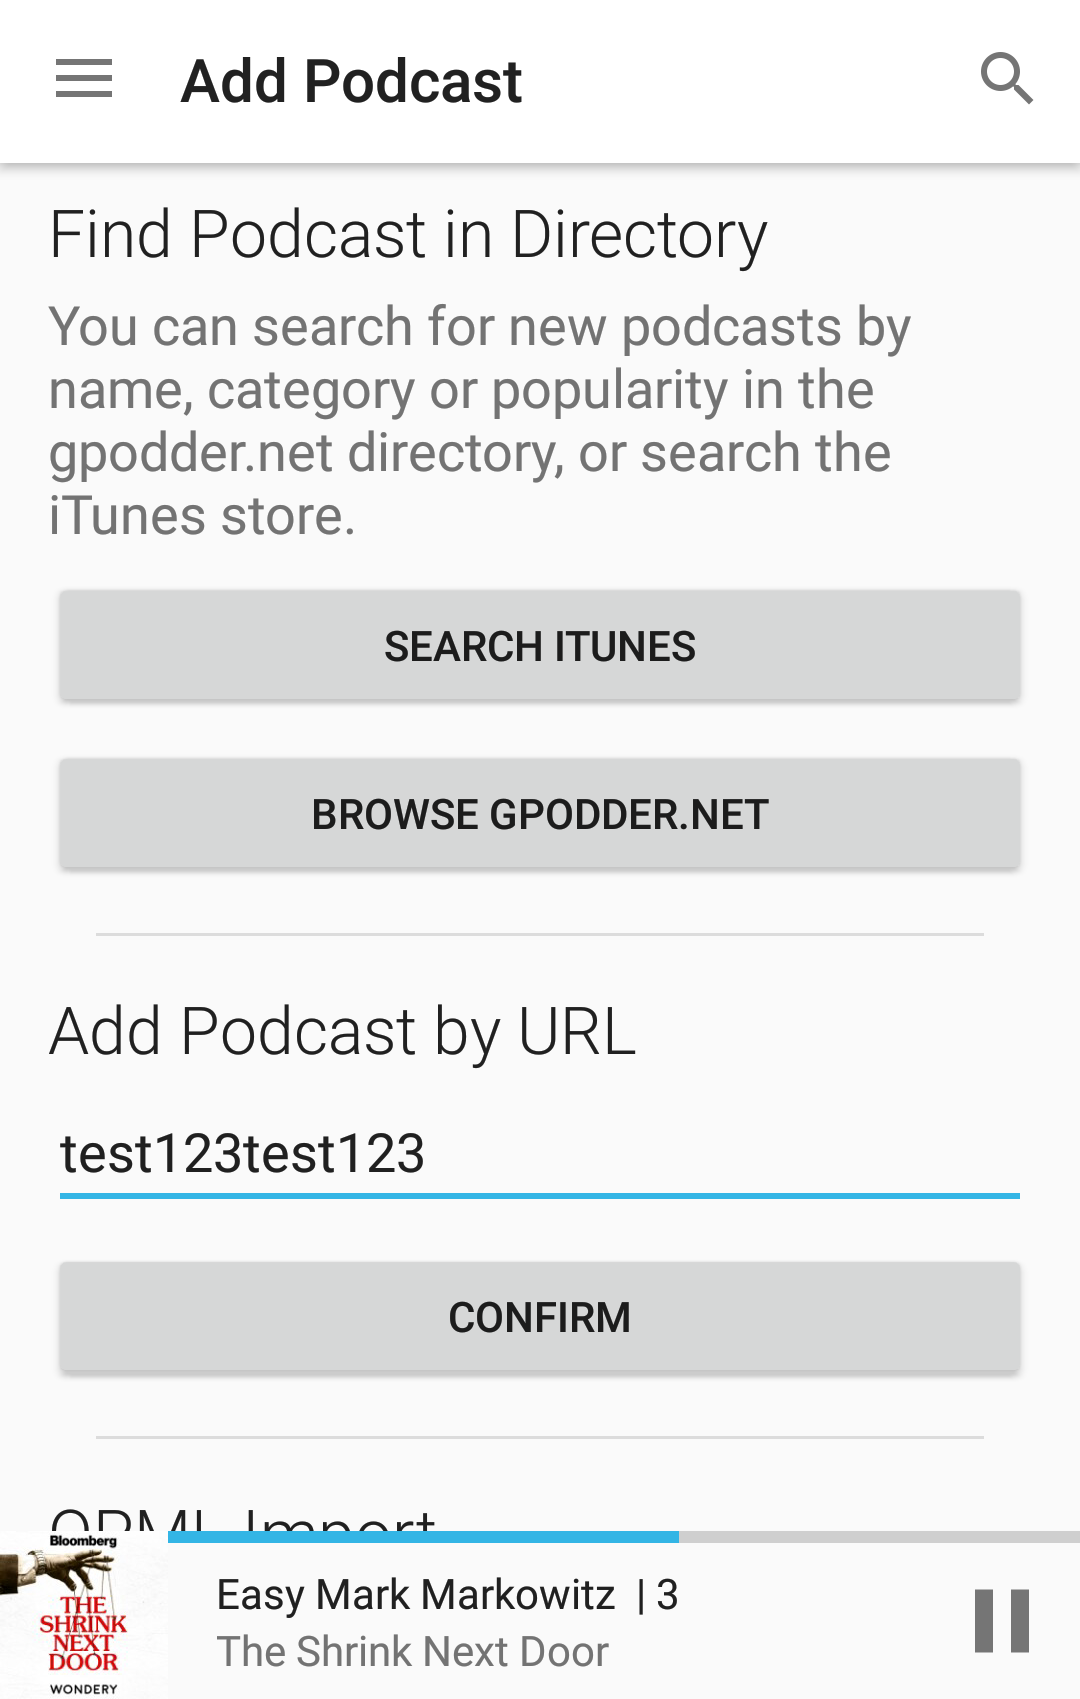 Add Podcast
Find Podcast in Directory
You can search for new podcasts by
name, category or popularity in the
gpodder.net directory, or search the
iTunes store.
SEARCH ITUNES
BROWSE GPODDER.NET
Add Podcast by URL
test123test123
CONFIRM
OPML Import
Bloomberg
THE
SHRINK
NEXT
DOOR
WONDERY
Easy Mark Markowitz | 3
The Shrink Next Door